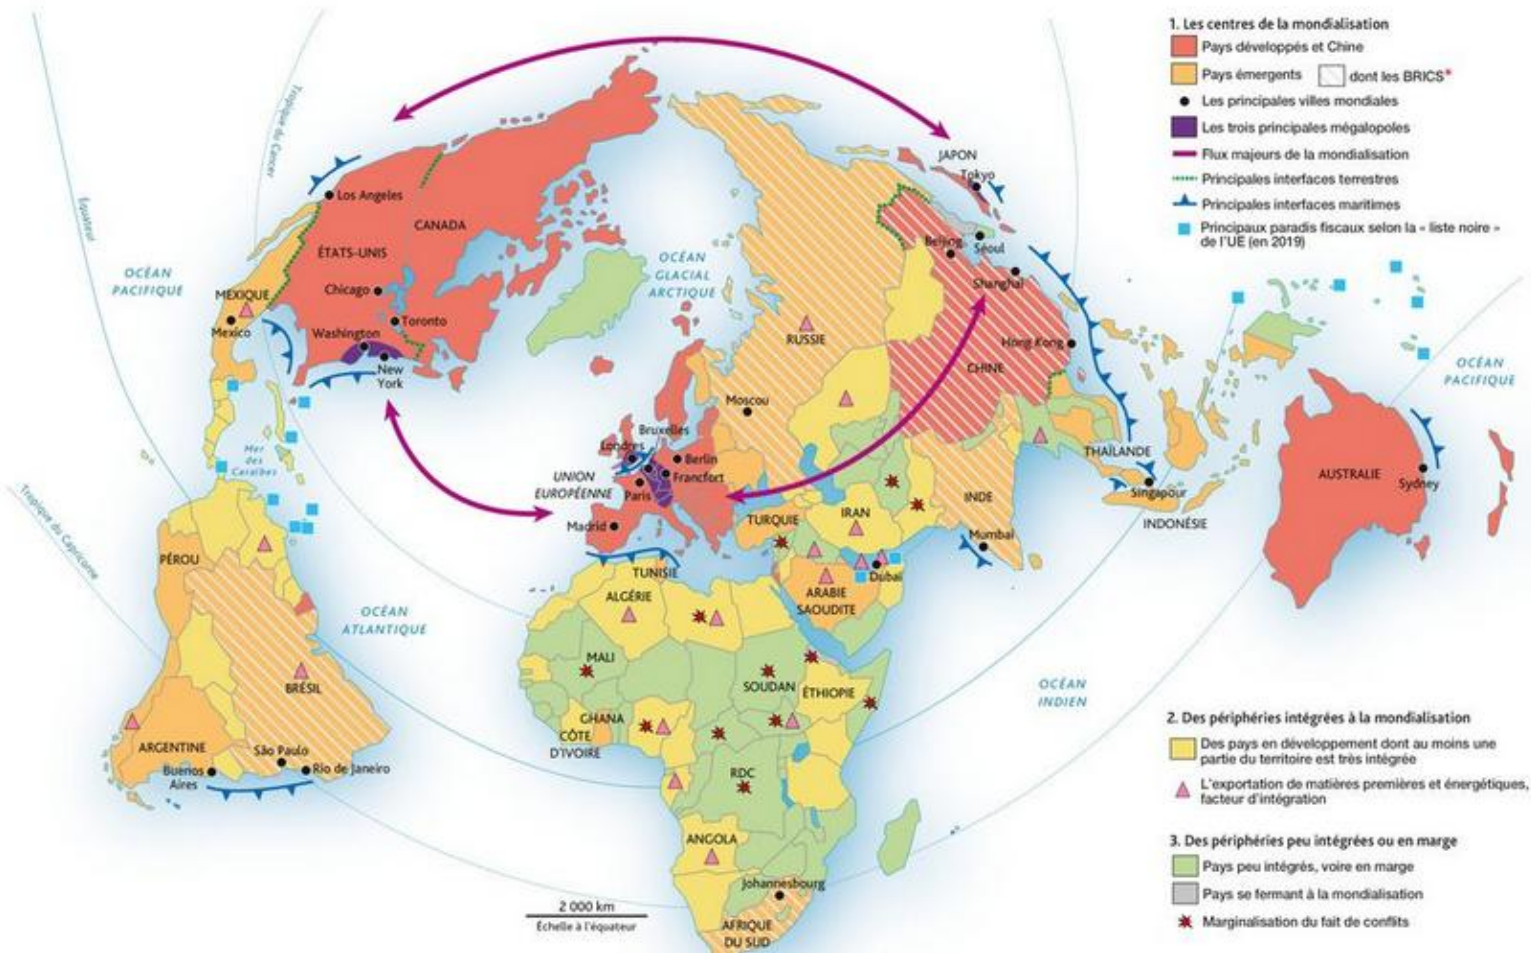 1. Les centres de la mondialisation
Pays développés et Chine
Pays émergents
dont les BRICS*
Les principales villes mondiales
Les trois principales mégalopoles
Flux majeurs de la mondialisation
Principales interfaces terrestres
Principales interfaces maritimes
Principaux paradis fiscaux selon la « liste noire »
de l'UE (en 2019)
Tropique du Cancer
Équateur
Tropique du Capricorne
OCÉAN
PACIFIQUE
Los Angeles
CANADA
ÉTATS-UNIS
MEXIQUE
Mexico
Chicago
Toronto
Washington
New
York
OCÉAN
GLACIAL
ARCTIQUE
JAPON
Tokyo
Beijing
Séoul
Shanghai
RUSSIE
Hong Kong
CHINE
Moscou
OCÉAN
PACIFIQUE
Mer
des
Caraïbes
Bruxelles
Londres
Berlin
Francfort
UNION
EUROPÉENNE
Paris
Madrid
THAÏLANDE
Singapour
INDONÉSIE
AUSTRALIE
Sydney
INDE
Mumbai
TURQUIE
IRAN
Dubaï
ARABIE
SAOUDITE
TUNISIE
ALGÉRIE
PÉROU
OCÉAN
ATLANTIQUE
MALI
SOUDAN
ÉTHIOPIE
BRÉSIL
GHANA
CÔTE
D'IVOIRE
OCÉAN
INDIEN
ARGENTINE
São Paulo
Rio de Janeiro
Buenos
Aires
RDC
ANGOLA
Johannesbourg
AFRIQUE
DU SUD
2 000 km
Échelle à l'équateur
2. Des périphéries intégrées à la mondialisation
Des pays en développement dont au moins une
partie du territoire est très intégrée
L'exportation de matières premières et énergétiques,
facteur d'intégration
3. Des périphéries peu intégrées ou en marge
Pays peu intégrés, voire en marge
Pays se fermant à la mondialisation
Marginalisation du fait de conflits